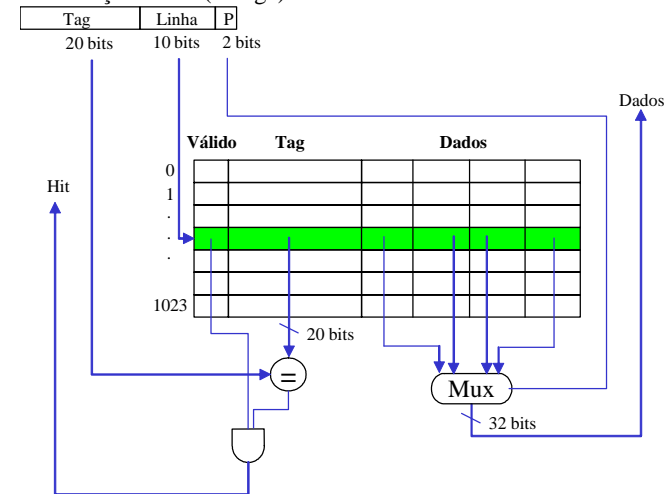 Tag Linha P
20 bits 10 bits 2 bits
Dados
Válido Tag Dados
0
Hit
1
.
.
.
1023
20 bits
=
Mux
32 bits